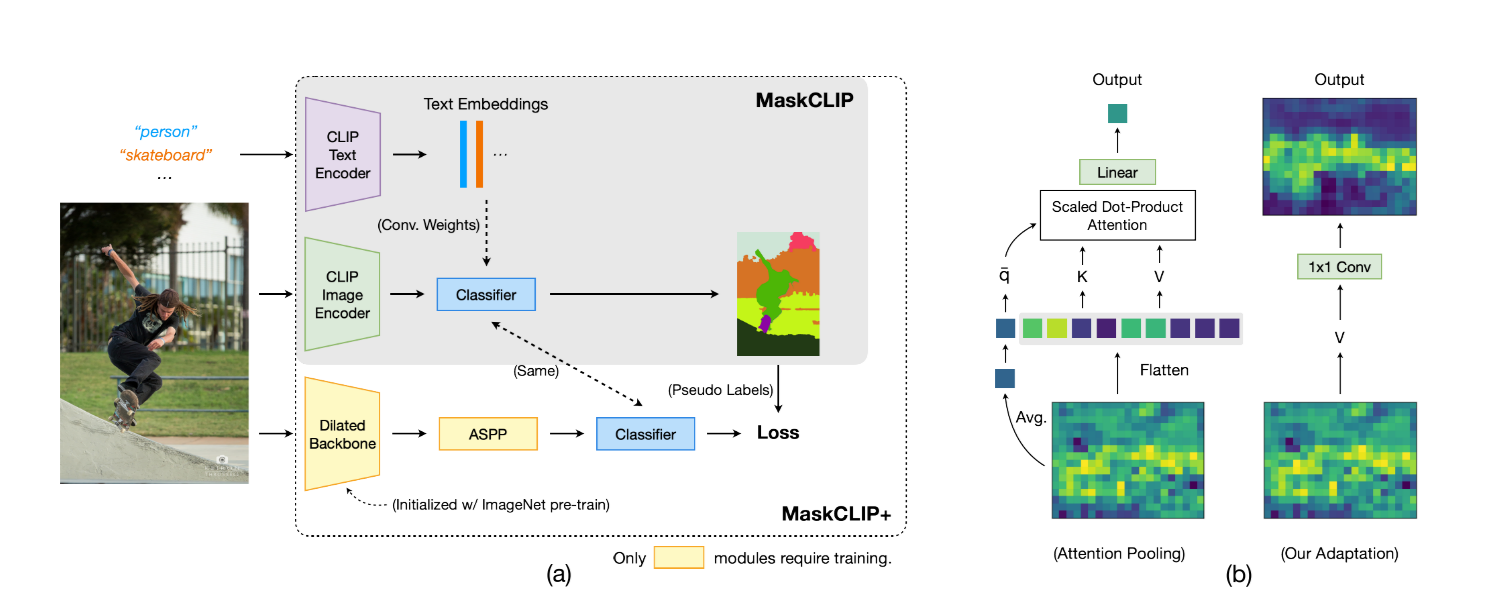 “person”
“skateboard”
...
CLIP
Text
Encoder
Text Embeddings
...
MaskCLIP
(Conv. Weights)
CLIP
Image
Encoder
Classifier
(Same)
(Pseudo Labels)
Dilated
Backbone
ASPP
Classifier
Loss
(Initialized w/ ImageNet pre-train)
MaskCLIP+
Only modules require training.
(a)
Output
Linear
Scaled Dot-Product
Attention
q̄
K
V
Flatten
Avg.
(Attention Pooling)
Output
1x1 Conv
V
(Our Adaptation)
(b)